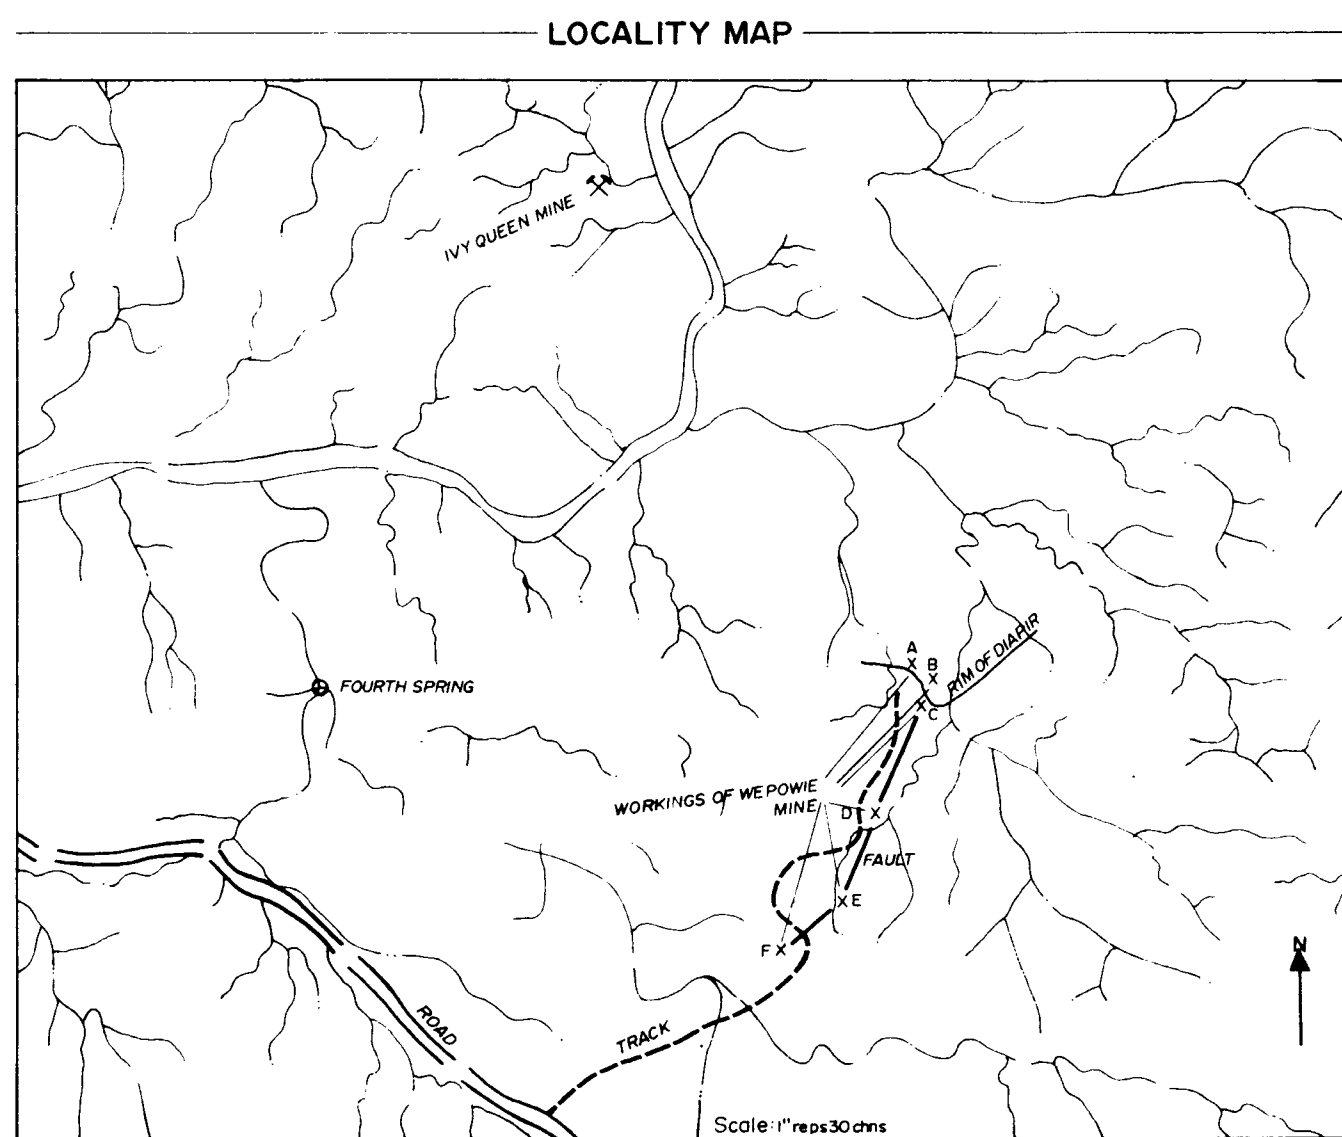 LOCALITY MAP
IVY QUEEN MINE
FOURTH SPRING
A
B
RIM OF DIAPIR
C
WORKINGS OF WEPOWIE
MINE
D
FAULT
E
F
N
ROAD
TRACK
Scale: 1" reps 30 chns